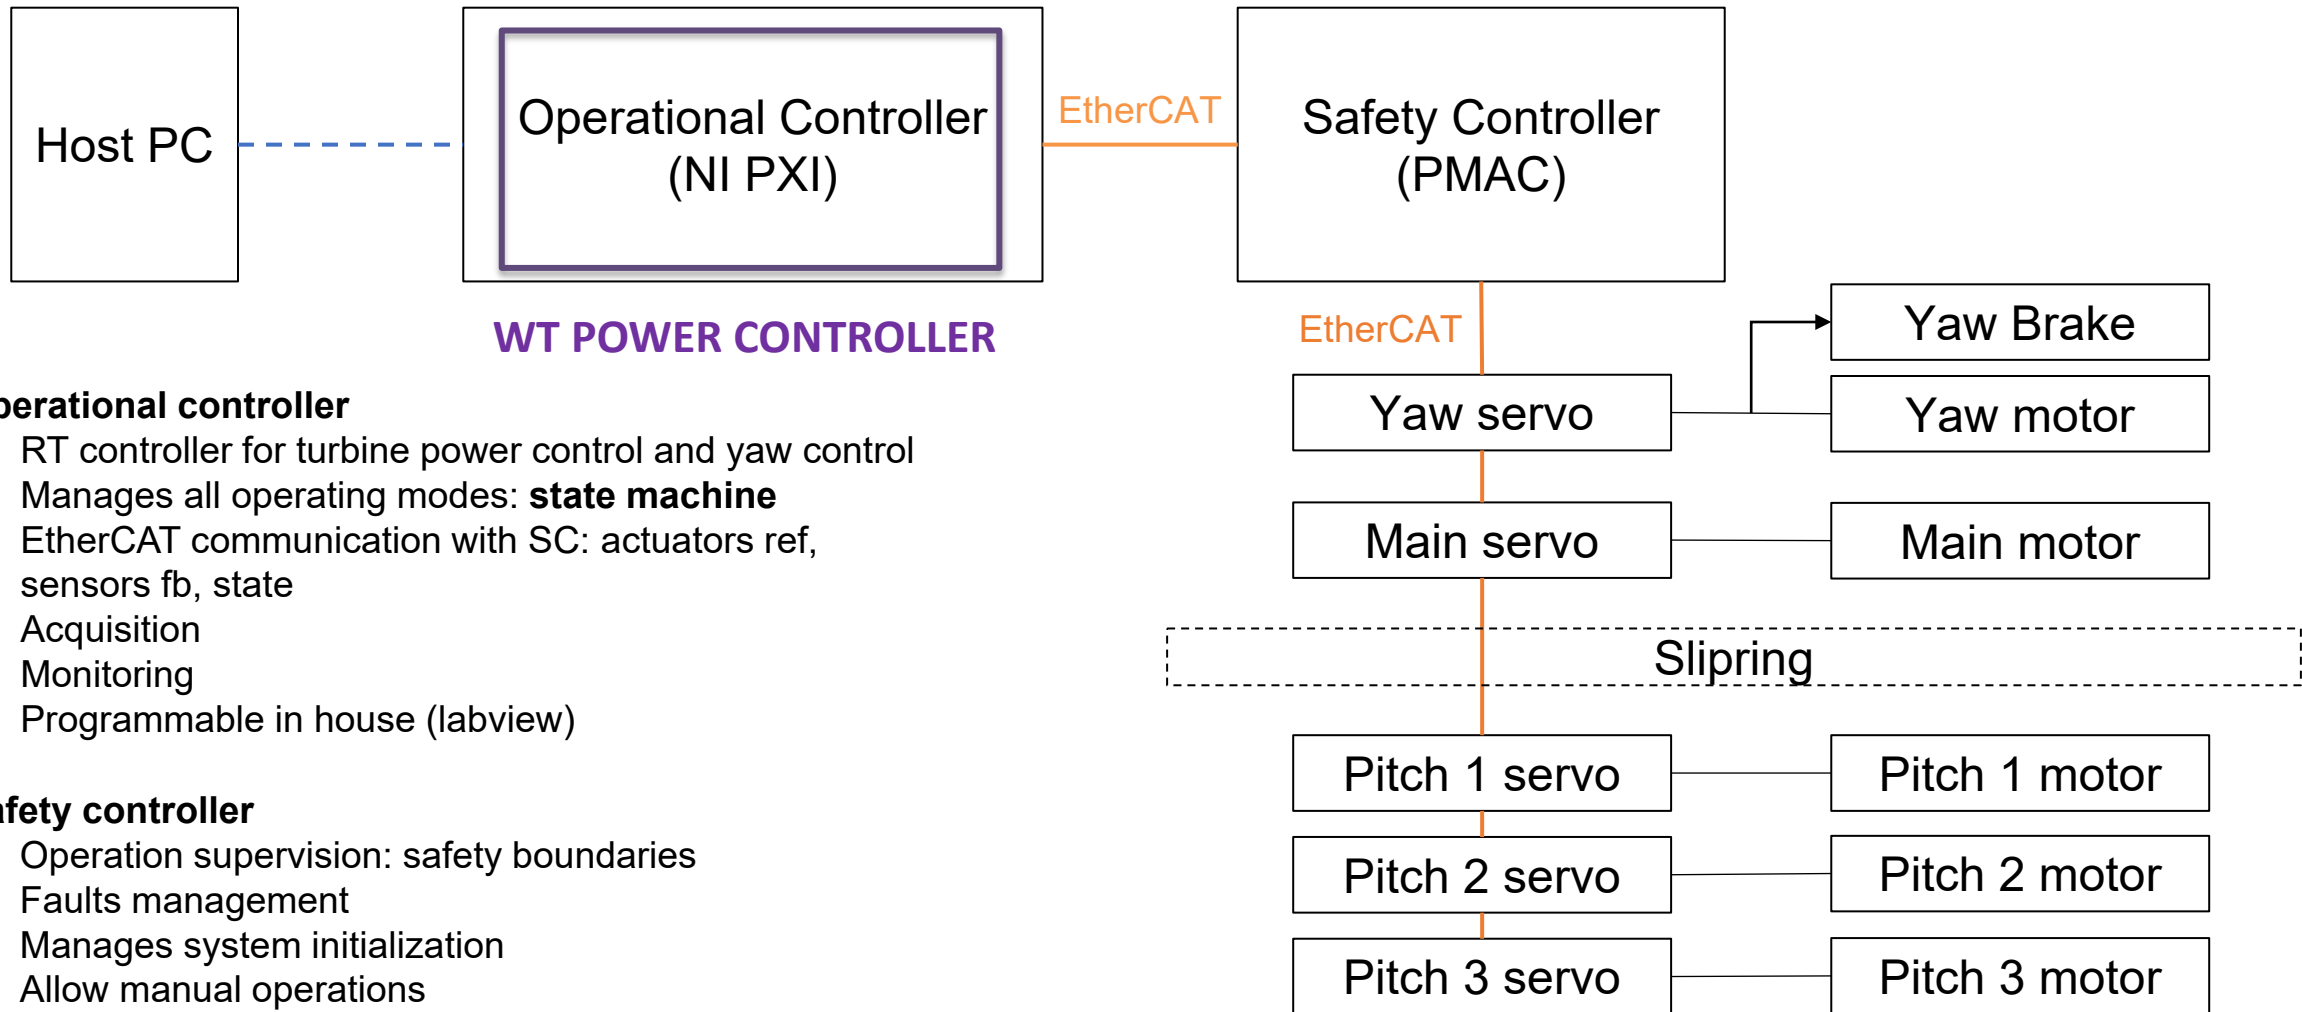 Host PC
Operational Controller
(NI PXI)
EtherCAT
Safety Controller
(PMAC)
WT POWER CONTROLLER
EtherCAT
Yaw Brake
Yaw servo
Yaw motor
Main servo
Main motor
Slipring
Pitch 1 servo
Pitch 1 motor
Pitch 2 servo
Pitch 2 motor
Pitch 3 servo
Pitch 3 motor
perational controller
RT controller for turbine power control and yaw control
Manages all operating modes: state machine
EtherCAT communication with SC: actuators ref,
sensors fb, state
Acquisition
Monitoring
Programmable in house (labview)
afety controller
Operation supervision: safety boundaries
Faults management
Manages system initialization
Allow manual operations